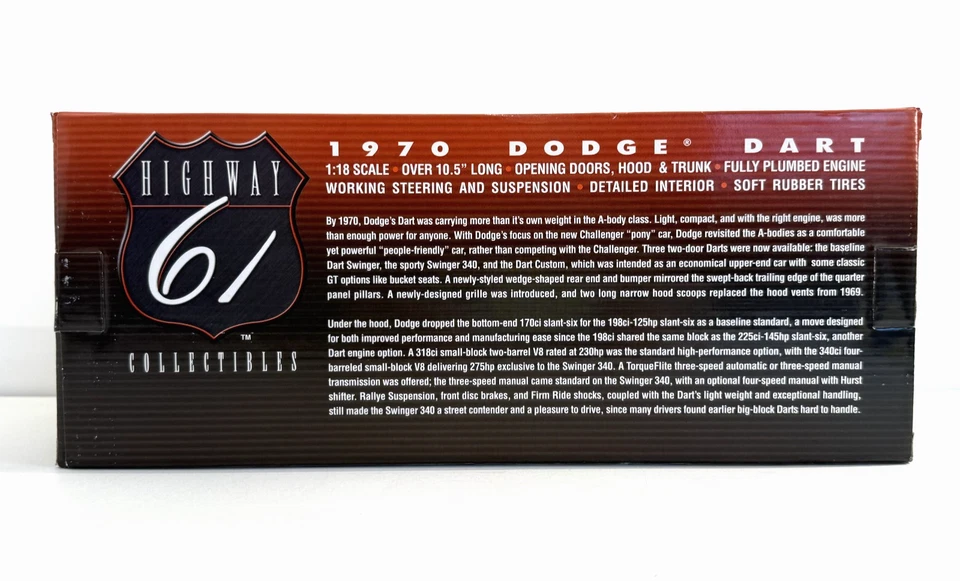 HIGHWAY
61
™
COLLECTIBLES
1970 DODGE® DART
1:18 SCALE • OVER 10.5” LONG • OPENING DOORS, HOOD & TRUNK • FULLY PLUMBED ENGINE
WORKING STEERING AND SUSPENSION • DETAILED INTERIOR • SOFT RUBBER TIRES
By 1970, Dodge's Dart was carrying more than it's own weight in the A-body class. Light, compact, and with the right engine, was more
than enough power for anyone. With Dodge's focus on the new Challenger “pony” car, Dodge revisited the A-bodies as a comfortable
yet powerful “people-friendly” car, rather than competing with the Challenger. Three two-door Darts were now available: the baseline
Dart Swinger, the sporty Swinger 340, and the Dart Custom, which was intended as an economical upper-end car with some classic
GT options like bucket seats. A newly-styled wedge-shaped rear end and bumper mirrored the swept-back trailing edge of the quarter
panel pillars. A newly-designed grille was introduced, and two long narrow hood scoops replaced the hood vents from 1969.
Under the hood, Dodge dropped the bottom-end 170ci slant-six for the 198ci-125hp slant-six as a baseline standard, a move designed
for both improved performance and manufacturing ease since the 198ci shared the same block as the 225ci-145hp slant-six, another
Dart engine option. A 318ci small-block two-barrel V8 rated at 230hp was the standard high-performance option, with the 340ci four-
barreled small-block V8 delivering 275hp exclusive to the Swinger 340. A TorqueFlite three-speed automatic or three-speed manual
transmission was offered; the three-speed manual came standard on the Swinger 340, with an optional four-speed manual with Hurst
shifter. Rallye Suspension, front disc brakes, and Firm Ride shocks, coupled with the Dart's light weight and exceptional handling,
still made the Swinger 340 a street contender and a pleasure to drive, since many drivers found earlier big-block Darts hard to handle.